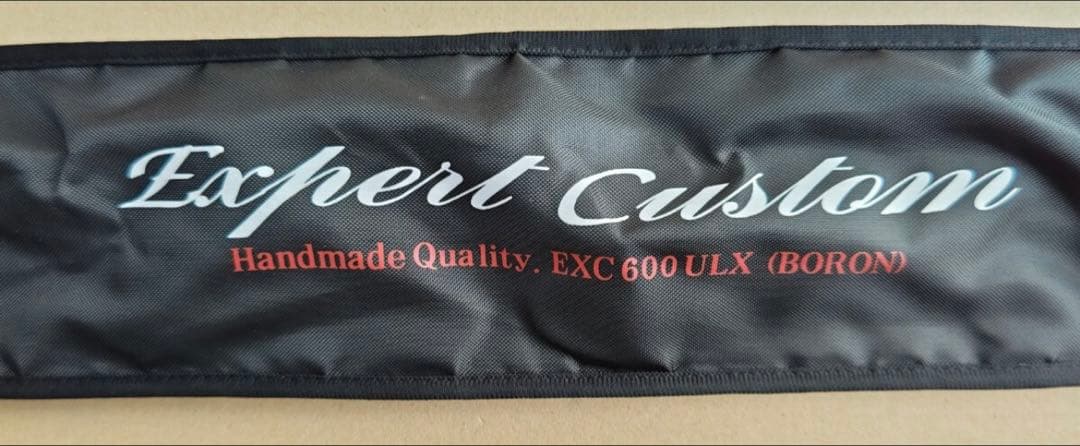 Expert Custom
Handmade Quality. EXC 600 ULX (BORON)